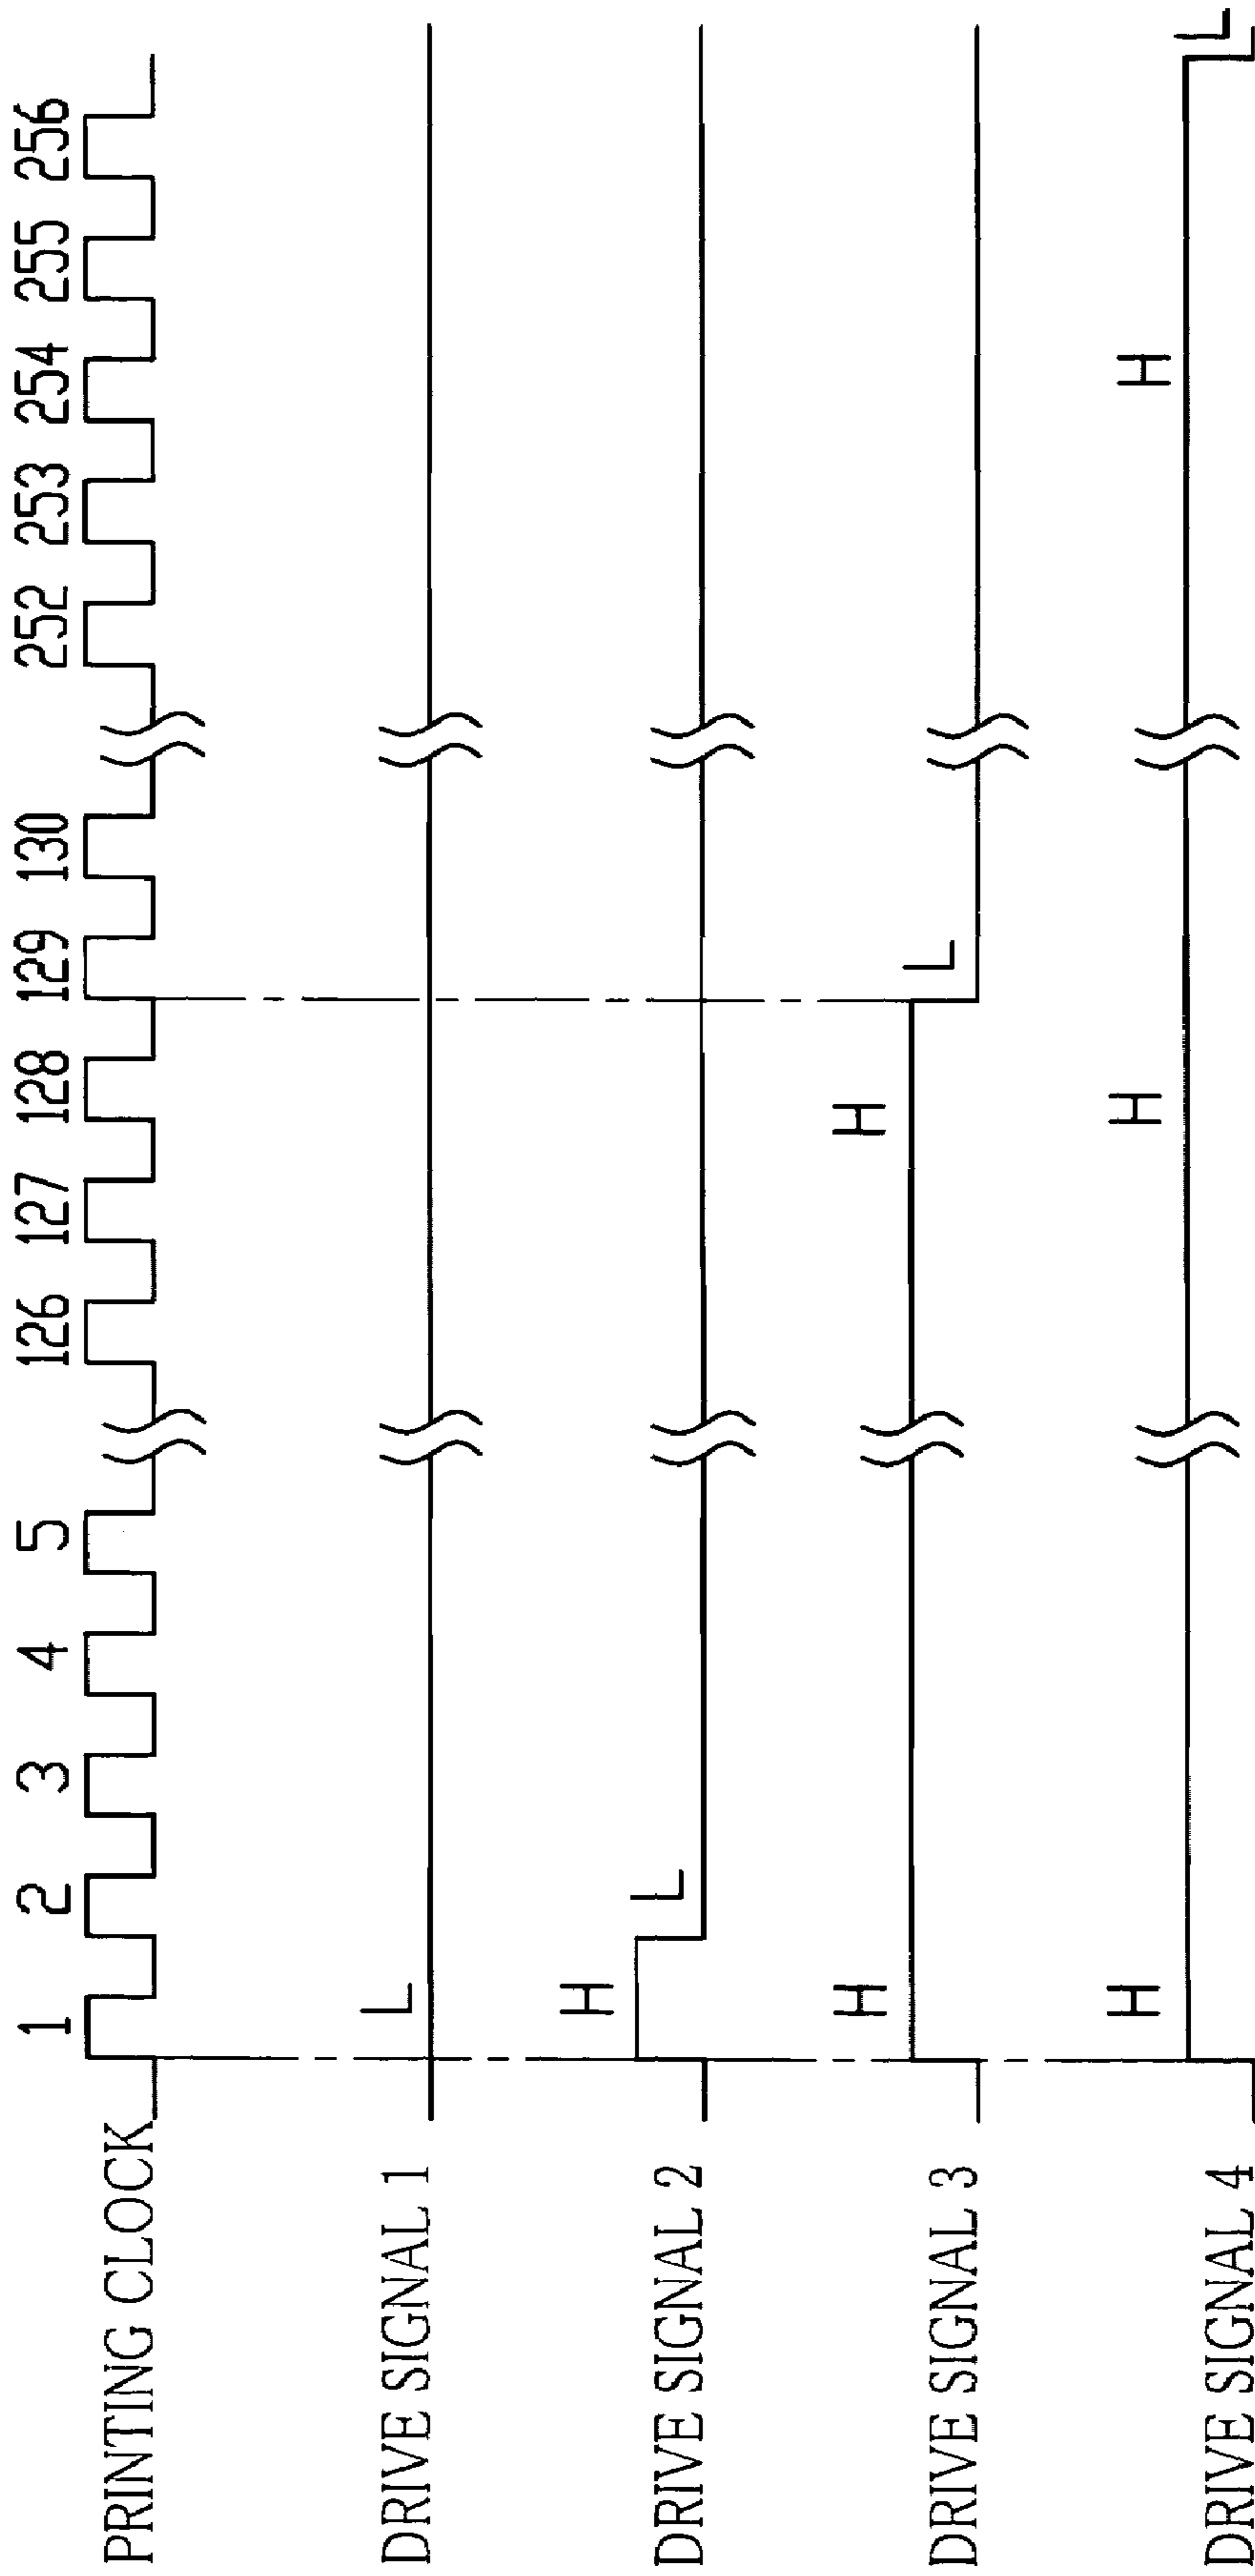 1 2 3 4 5 126 127 128 129 130 252 253 254 255 256
PRINTING CLOCK
L
DRIVE SIGNAL 1
H L
DRIVE SIGNAL 2
H H L
DRIVE SIGNAL 3
H H H L
DRIVE SIGNAL 4